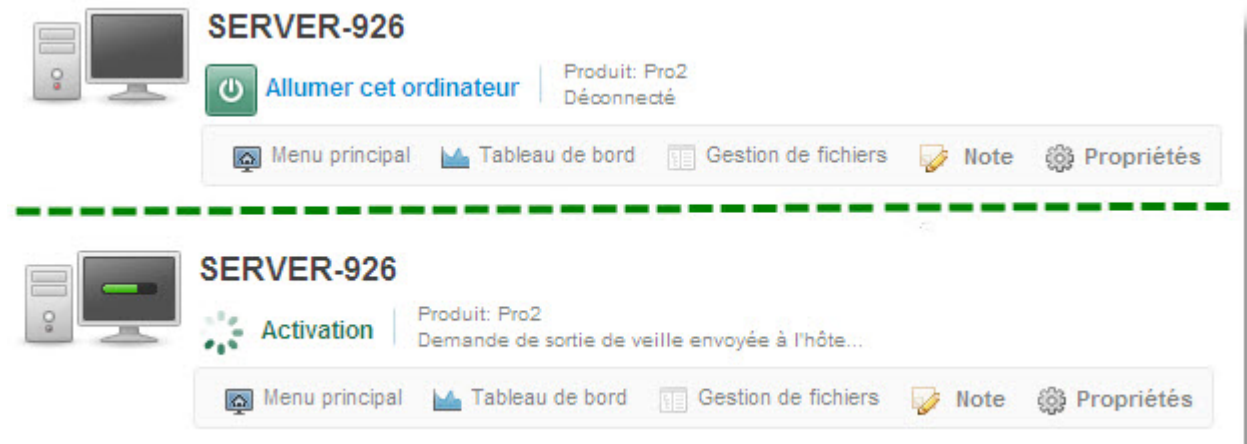 SERVER-926
Allumer cet ordinateur
Produit: Pro2
Déconnecté
Menu principal Tableau de bord Gestion de fichiers Note Propriétés
SERVER-926
Activation
Produit: Pro2
Demande de sortie de veille envoyée à l'hôte...
Menu principal Tableau de bord Gestion de fichiers Note Propriétés